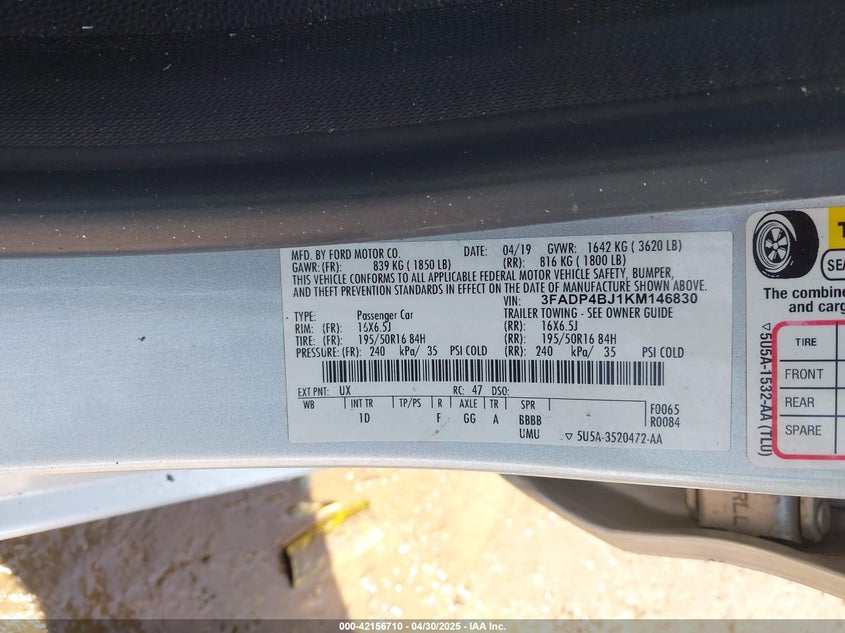 MFD. BY FORD MOTOR CO. DATE: 04/19 GVWR: 1642 KG ( 3620 LB)
GAWR:(FR): 839 KG ( 1850 LB) (RR): 816 KG ( 1800 LB)
THIS VEHICLE CONFORMS TO ALL APPLICABLE FEDERAL MOTOR VEHICLE SAFETY, BUMPER,
AND THEFT PREVENTION STANDARDS IN EFFECT ON THE DATE OF MANUFACTURE SHOWN ABOVE.
VIN: 3FADP4BJ1KM146830
TYPE: Passenger Car TRAILER TOWING - SEE OWNER GUIDE
RIM: (FR): 16X6.5J (RR): 16X6.5J
TIRE: (FR): 195/50R16 84H (RR): 195/50R16 84H
PRESSURE:(FR): 240 kPa/ 35 PSI COLD (RR): 240 kPa/ 35 PSI COLD
EXT PNT: UX RC: 47 DSO:
WB INT TR TP/PS R AXLE TR SPR F0065
1D F GG A BBBB R0084
UMU ▽ 5U5A-3520472-AA
T
SEA
The combine
and carg
TIRE
FRONT
REAR
SPARE
▽5U5A-1532-AA (TLU)
RLL
000-42156710 - 04/30/2025 - IAA Inc.